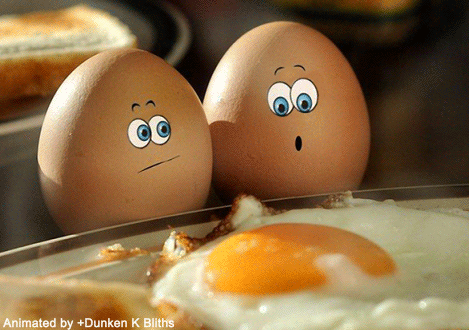 Animated by +Dunken K Bliths